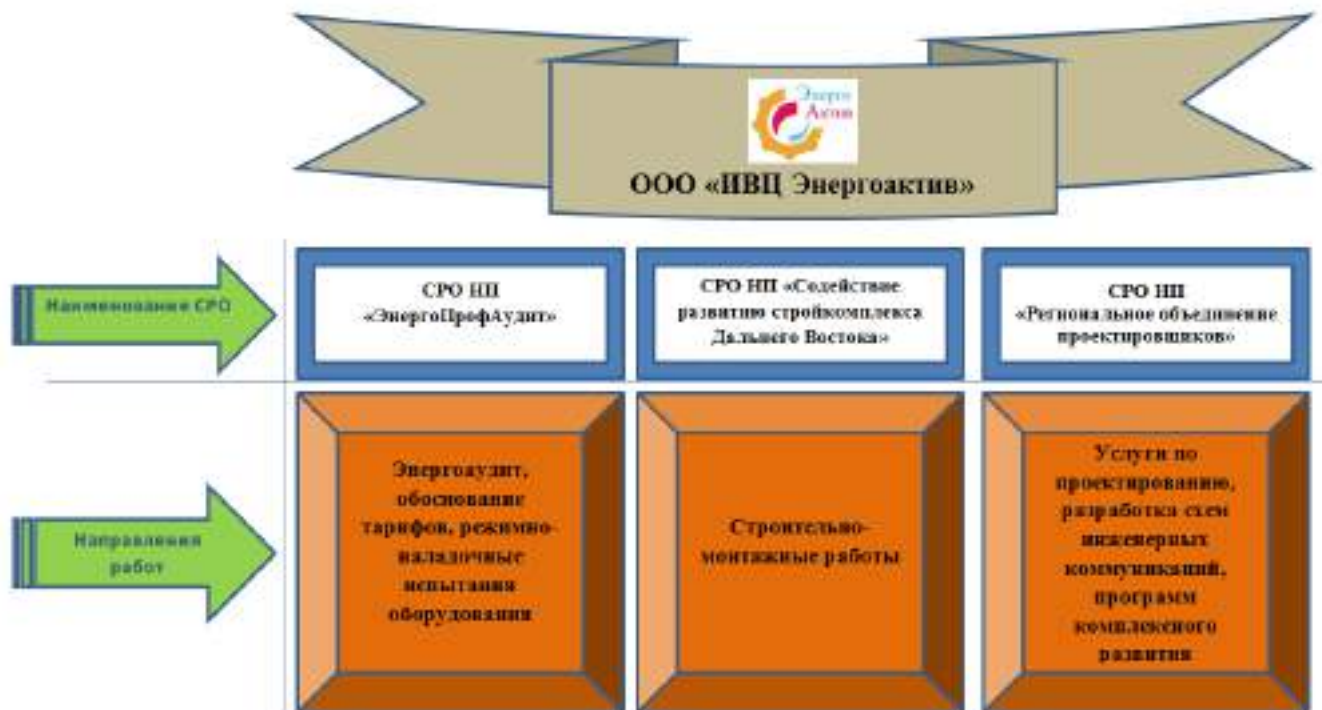 Энерго
Актив
ООО «ИВЦ Энергоактив»
Наименование СРО
СРО НП
«ЭнергоПрофАудит»
СРО НП «Содействие
развитию стройкомплекса
Дальнего Востока»
СРО НП
«Региональное объединение
проектировщиков»
Направления
работ
Энергоаудит,
обоснование
тарифов, режимно-
наладочные
испытания
оборудования
Строительно-
монтажные работы
Услуги по
проектированию,
разработка схем
инженерных
коммуникаций,
программ
комплексного
развития